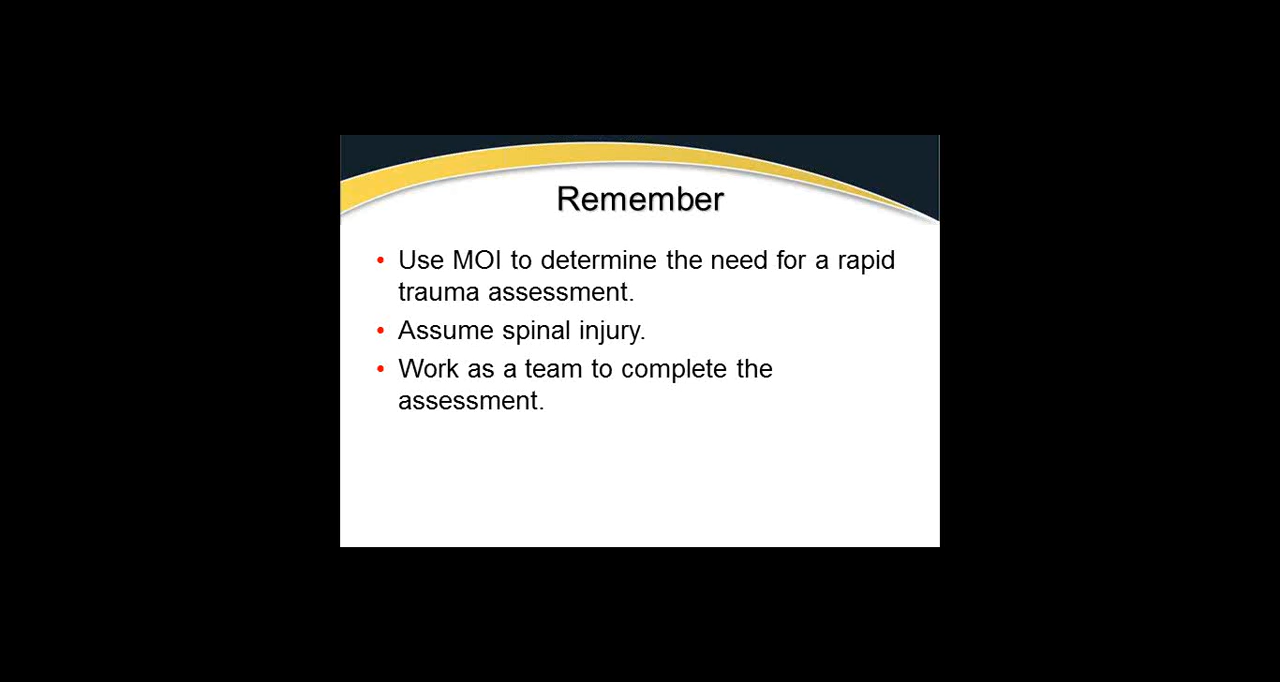 Remember
• Use MOI to determine the need for a rapid
trauma assessment.
• Assume spinal injury.
• Work as a team to complete the
assessment.